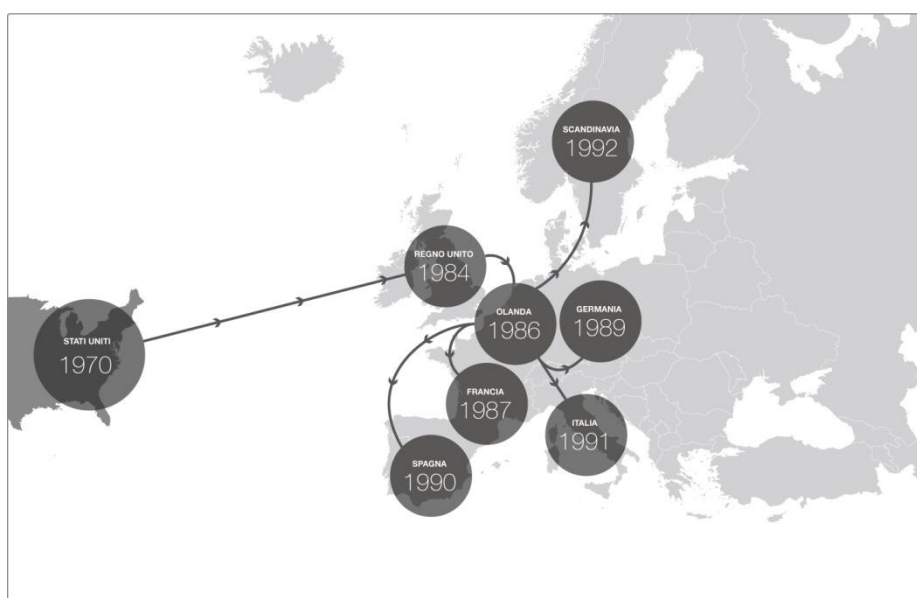 SCANDINAVIA
1992
REGNO UNITO
1984
OLANDA
1986
GERMANIA
1989
STATI UNITI
1970
FRANCIA
1987
ITALIA
1991
SPAGNA
1990